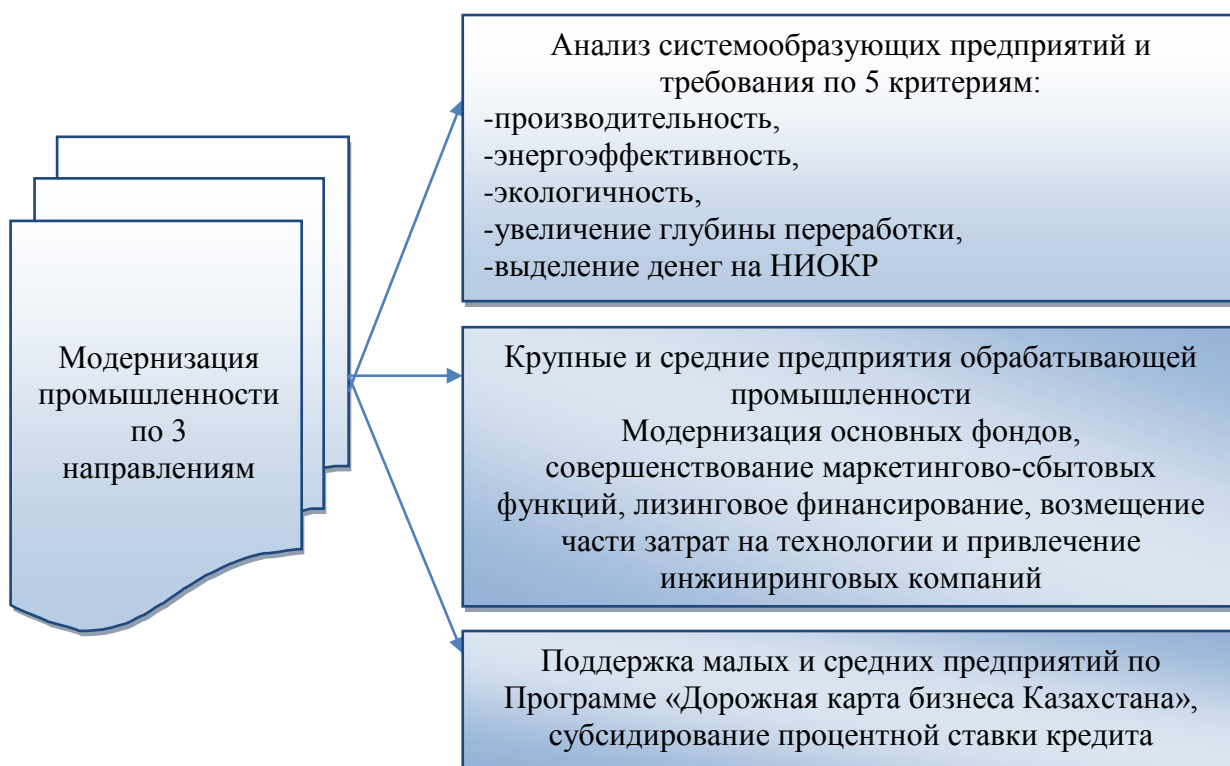 Модернизация
промышленности
по 3
направлениям
Анализ системообразующих предприятий и
требования по 5 критериям:
-производительность,
-энергоэффективность,
-экологичность,
-увеличение глубины переработки,
-выделение денег на НИОКР
Крупные и средние предприятия обрабатывающей
промышленности
Модернизация основных фондов,
совершенствование маркетингово-сбытовых
функций, лизинговое финансирование, возмещение
части затрат на технологии и привлечение
инжиниринговых компаний
Поддержка малых и средних предприятий по
Программе «Дорожная карта бизнеса Казахстана»,
субсидирование процентной ставки кредита